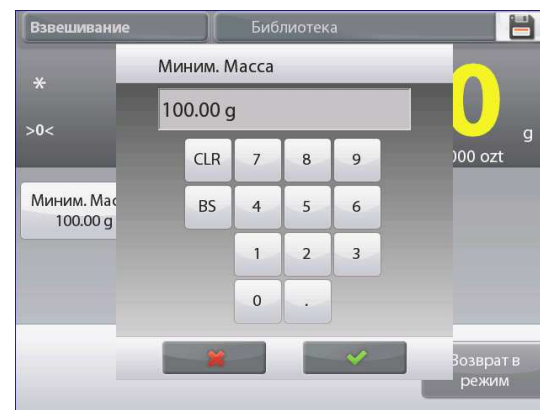 Взвешивание
Библиотека
Миним. Масса
*
100.00 g
0
>0<
g
CLR 7 8 9
000 ozt
Миним. Мас
BS 4 5 6
100.00 g
1 2 3
0 .
Возврат в
режим